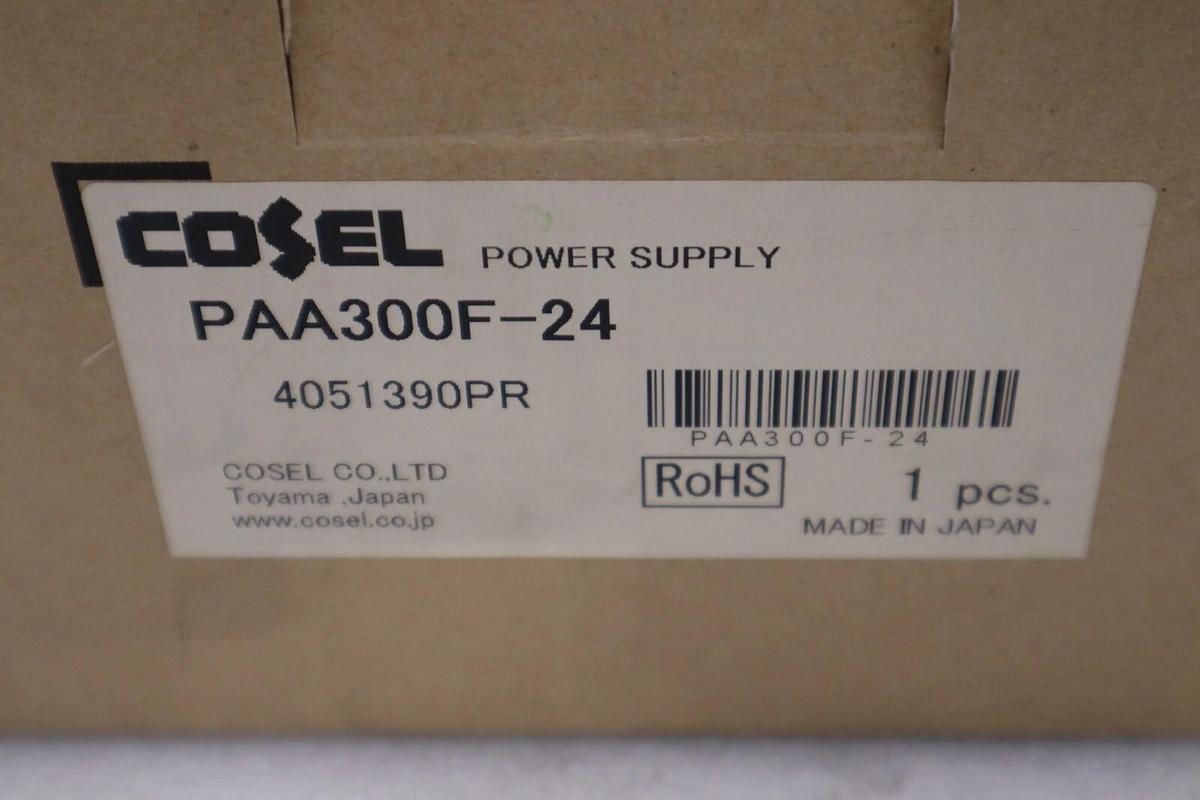 COSEL POWER SUPPLY
PAA300F-24
4051390PR
PAA300F-24
COSEL CO.,LTD
Toyama ,Japan
www.cosel.co.jp
RoHS
1 pcs.
MADE IN JAPAN